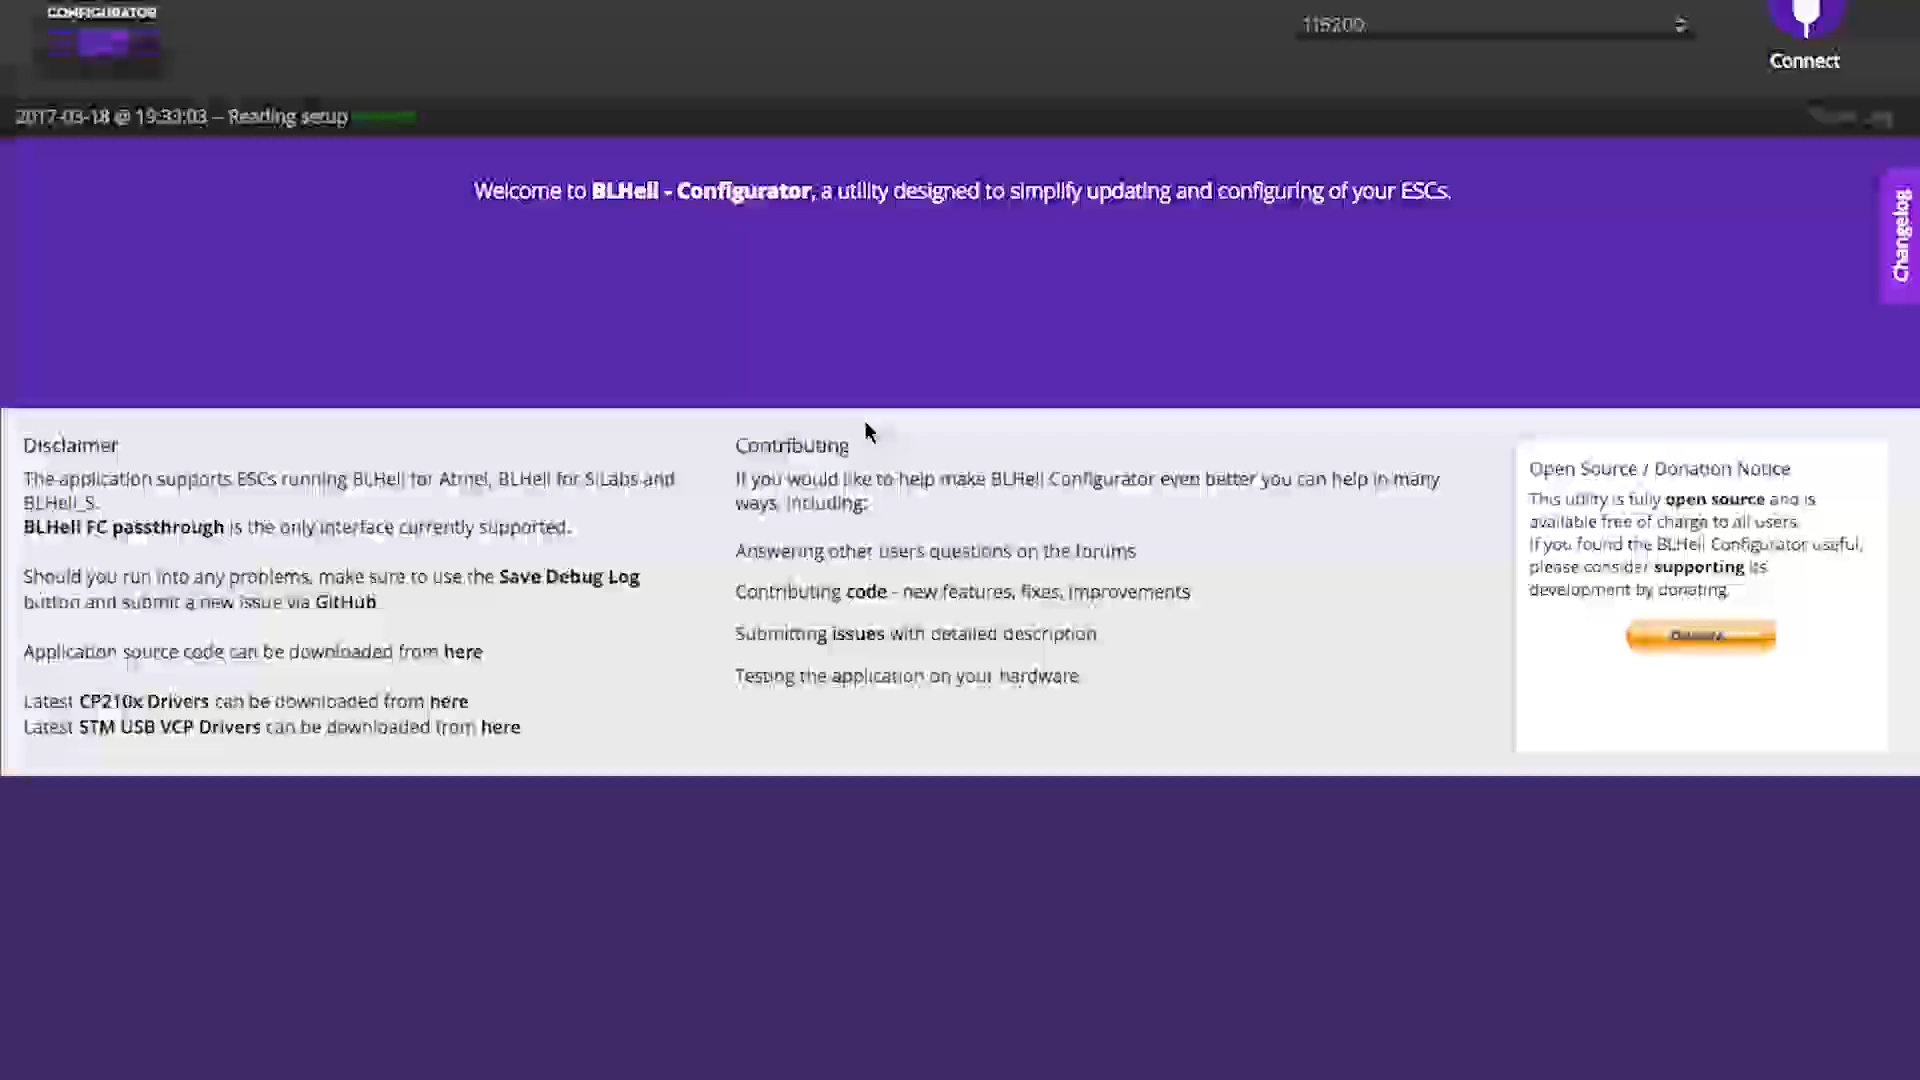 CONFIGURATOR
115200
Connect
2017-03-18 @ 19:33:03 -- Reading setup
Welcome to BLHeli - Configurator, a utility designed to simplify updating and configuring of your ESCs.
Changelog
Disclaimer
The application supports ESCs running BLHeli for Atmel, BLHeli for SiLabs and
BLHeli_S.
BLHeli FC passthrough is the only interface currently supported.
Should you run into any problems, make sure to use the Save Debug Log
button and submit a new issue via GitHub
Application source code can be downloaded from here
Latest CP210x Drivers can be downloaded from here
Latest STM USB VCP Drivers can be downloaded from here
Contributing
If you would like to help make BLHeli Configurator even better you can help in many
ways, including:
Answering other users questions on the forums
Contributing code - new features, fixes, improvements
Submitting issues with detailed description
Testing the application on your hardware
Open Source / Donation Notice
This utility is fully open source and is
available free of charge to all users.
If you found the BLHeli Configurator useful,
please consider supporting its
development by donating.
Donate